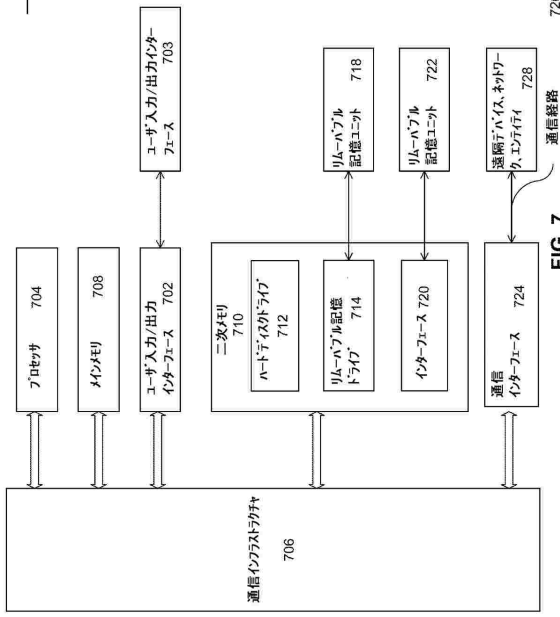 プロセッサ 704
メインメモリ 708
ユーザ入力/出力
インターフェース 702
ユーザ入力/出力インター
フェース 703
二次メモリ
710
ハードディスクドライブ
712
リムーバブル記憶
ドライブ 714
インターフェース 720
リムーバブル
記憶ユニット 718
リムーバブル
記憶ユニット 722
通信
インターフェース 724
遠隔デバイス、ネットワー
ク、エンティティ 728
通信経路
726
通信インフラストラクチャ
706
FIG. 7